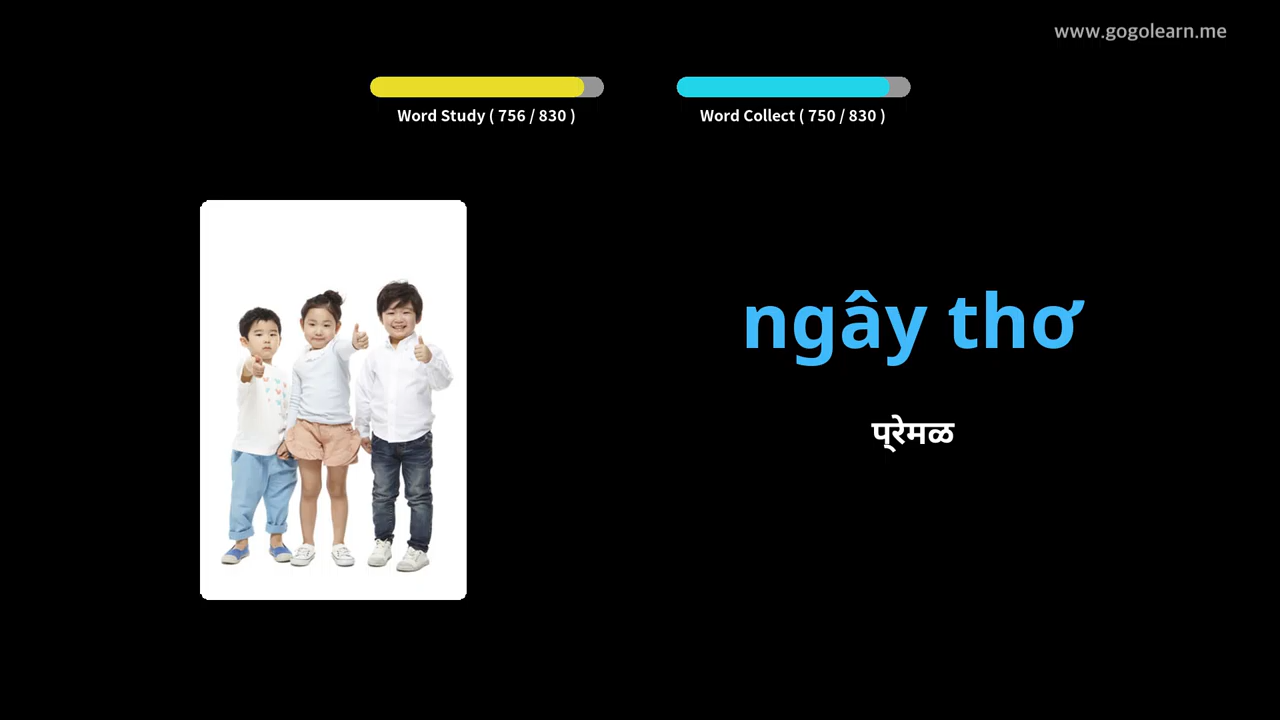 www.gogolearn.me
Word Study ( 756 / 830 )
Word Collect ( 750 / 830 )
ngây thơ
प्रेमळ